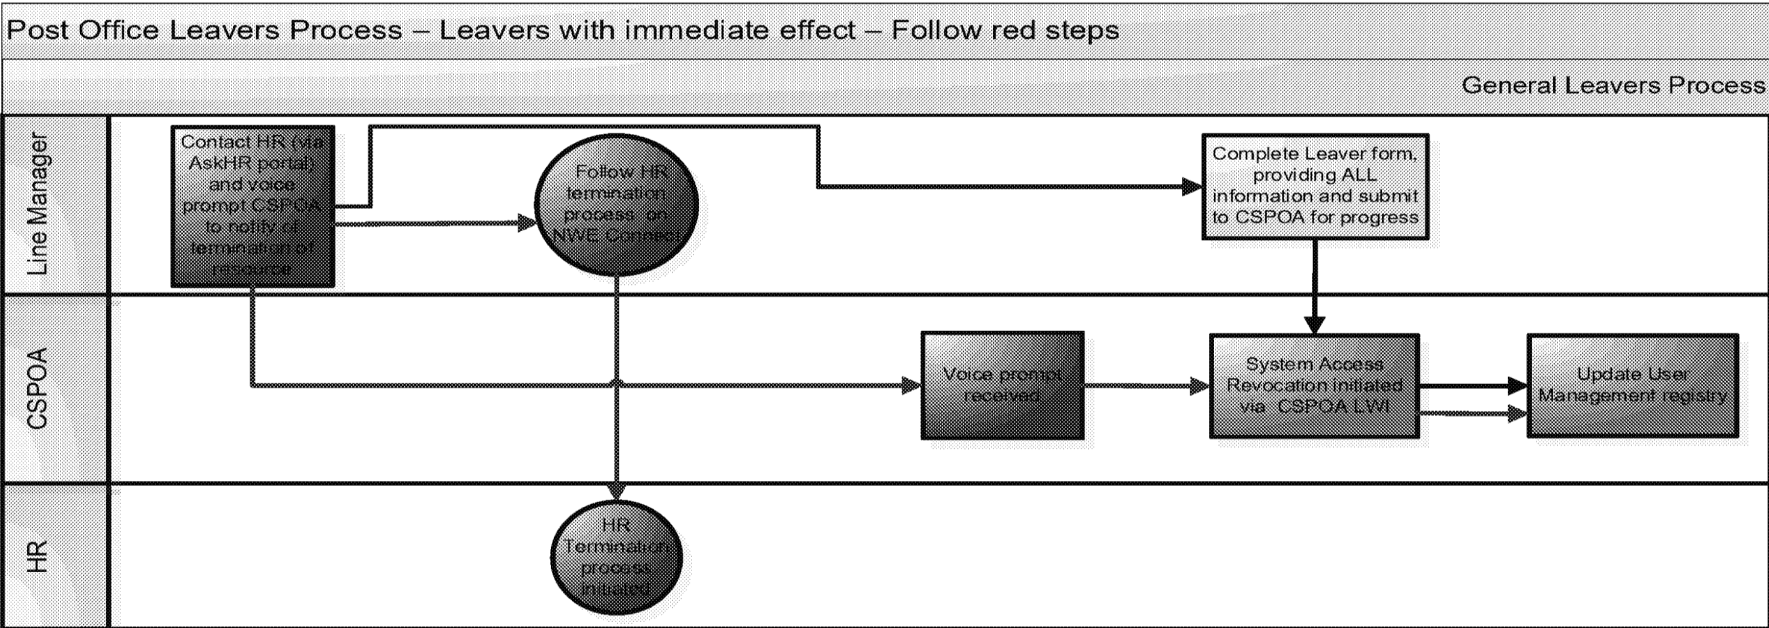 Post Office Leavers Process – Leavers with immediate effect – Follow red steps
General Leavers Process
Line Manager
Contact HR (via
AskHR portal)
and voice
prompt CSPOA
to notify of
termination of
resource
Follow HR
termination
process on
NWE Connect
Complete Leaver form,
providing ALL
information and submit
to CSPOA for progress
CSPOA
Voice prompt
received
System Access
Revocation initiated
via CSPOA LWI
Update User
Management registry
HR
HR
Termination
process
initiated